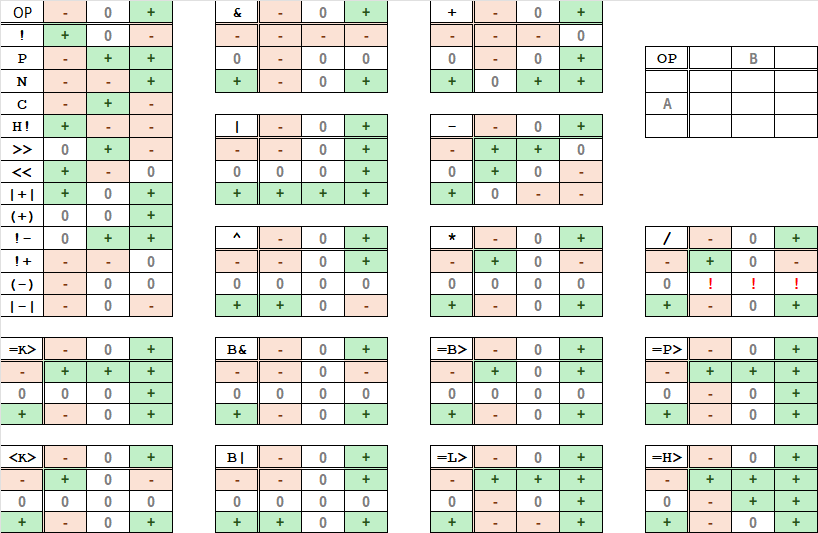 OP - 0 +
! + 0 -
P - + +
N - - +
C - + -
H! + - -
>> 0 + -
<< + - 0
|+| + 0 +
(+) 0 0 +
!- 0 + +
!+ - - 0
(-) - 0 0
|-| - 0 -
& - 0 +
- - - -
0 - 0 0
+ - 0 +
+ - 0 +
- - - 0
0 - 0 +
+ 0 + +
OP B
A
| - 0 +
- - 0 +
0 0 0 +
+ + + +
- - 0 +
- + + 0
0 + 0 -
+ 0 - -
^ - 0 +
- - 0 +
0 0 0 0
+ + 0 -
* - 0 +
- + 0 -
0 0 0 0
+ - 0 +
/ - 0 +
- + 0 -
0 ! ! !
+ - 0 +
=K> - 0 +
- + + +
0 0 0 +
+ - 0 +
B& - 0 +
- - 0 -
0 0 0 0
+ - 0 +
=B> - 0 +
- + 0 +
0 0 0 0
+ - 0 +
=P> - 0 +
- + + +
0 - 0 +
+ - 0 +
<K> - 0 +
- + 0 -
0 0 0 0
+ - 0 +
B| - 0 +
- - 0 +
0 0 0 0
+ + 0 +
=L> - 0 +
- + + +
0 - 0 +
+ - - +
=H> - 0 +
- + + +
0 - + +
+ - 0 +